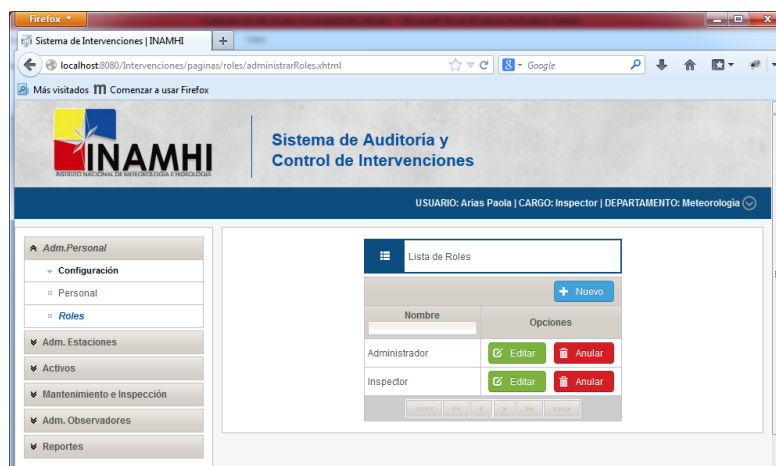 Firefox
Sistema de Intervenciones | INAMHI
localhost:8080/Intervenciones/paginas/roles/administrarRoles.xhtml
Google
Más visitados
Comenzar a usar Firefox
INAMHI
INSTITUTO NACIONAL DE METEOROLOGIA E HIDROLOGIA
Sistema de Auditoría y
Control de Intervenciones
USUARIO: Arias Paola | CARGO: Inspector | DEPARTAMENTO: Meteorologia
Adm.Personal
Configuración
Personal
Roles
Adm. Estaciones
Activos
Mantenimiento e Inspección
Adm. Observadores
Reportes
Lista de Roles
Nuevo
Nombre
Opciones
Administrador
Editar
Anular
Inspector
Editar
Anular